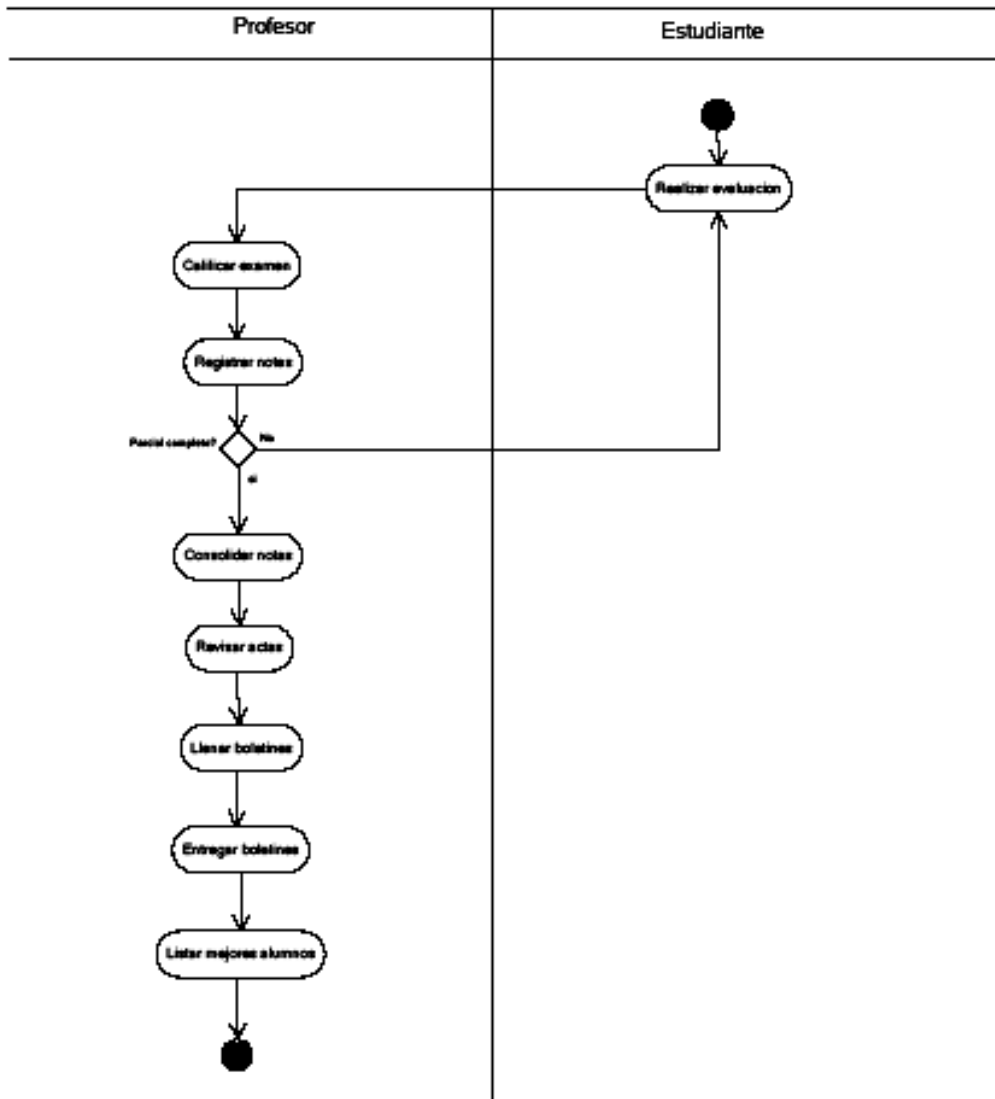 Profesor
Estudiante
Realizar evaluacion
Calificar examen
Registrar notas
Parcial completo?
No
si
Consolidar notas
Revisar actas
Llenar boletines
Entregar boletines
Listar mejores alumnos